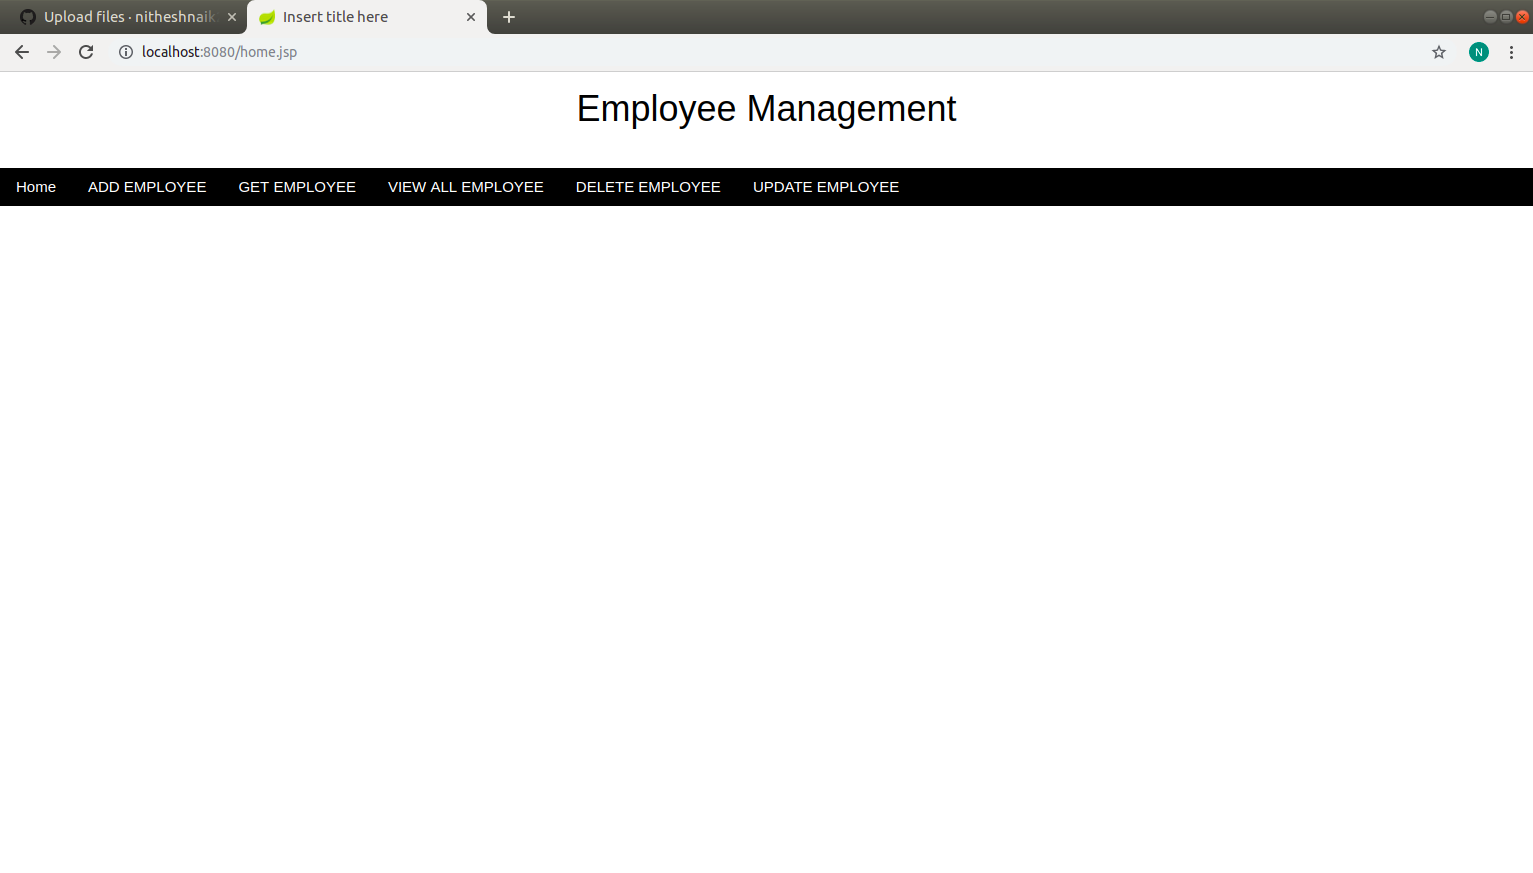 Upload files · nitheshnaik
Insert title here
localhost:8080/home.jsp
N
Employee Management
Home ADD EMPLOYEE GET EMPLOYEE VIEW ALL EMPLOYEE DELETE EMPLOYEE UPDATE EMPLOYEE